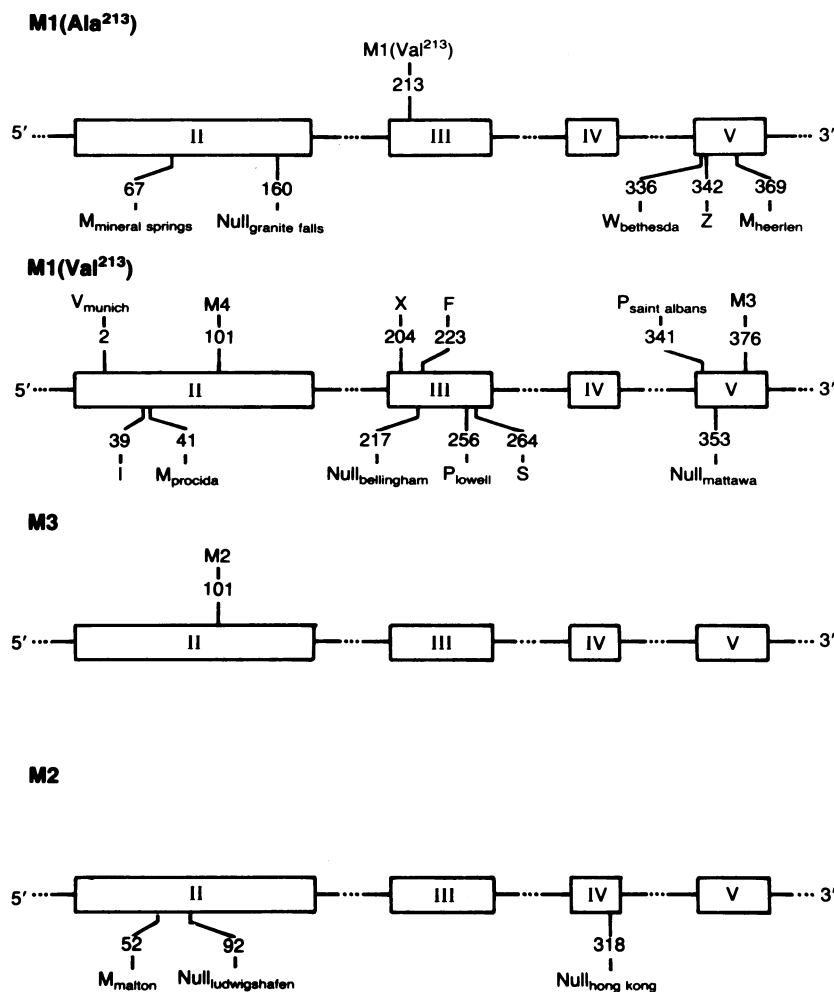 M1(Ala²¹³)
M1(Val²¹³)
213
5' II III IV V 3'
67 160 336 342 369
Mmineral springs Nullgranite falls Wbethesda Z Mheerlen
M1(Val²¹³)
Vmunich M4 X F Psaint albans M3
2 101 204 223 341 376
5' II III IV V 3'
39 41 217 256 264 353
I Mprocida Nullbellingham Plowell S Nullmattawa
M3
M2
101
5' II III IV V 3'
M2
5' II III IV V 3'
52 92 318
Mmalton Nullludwigshafen Nullhong kong